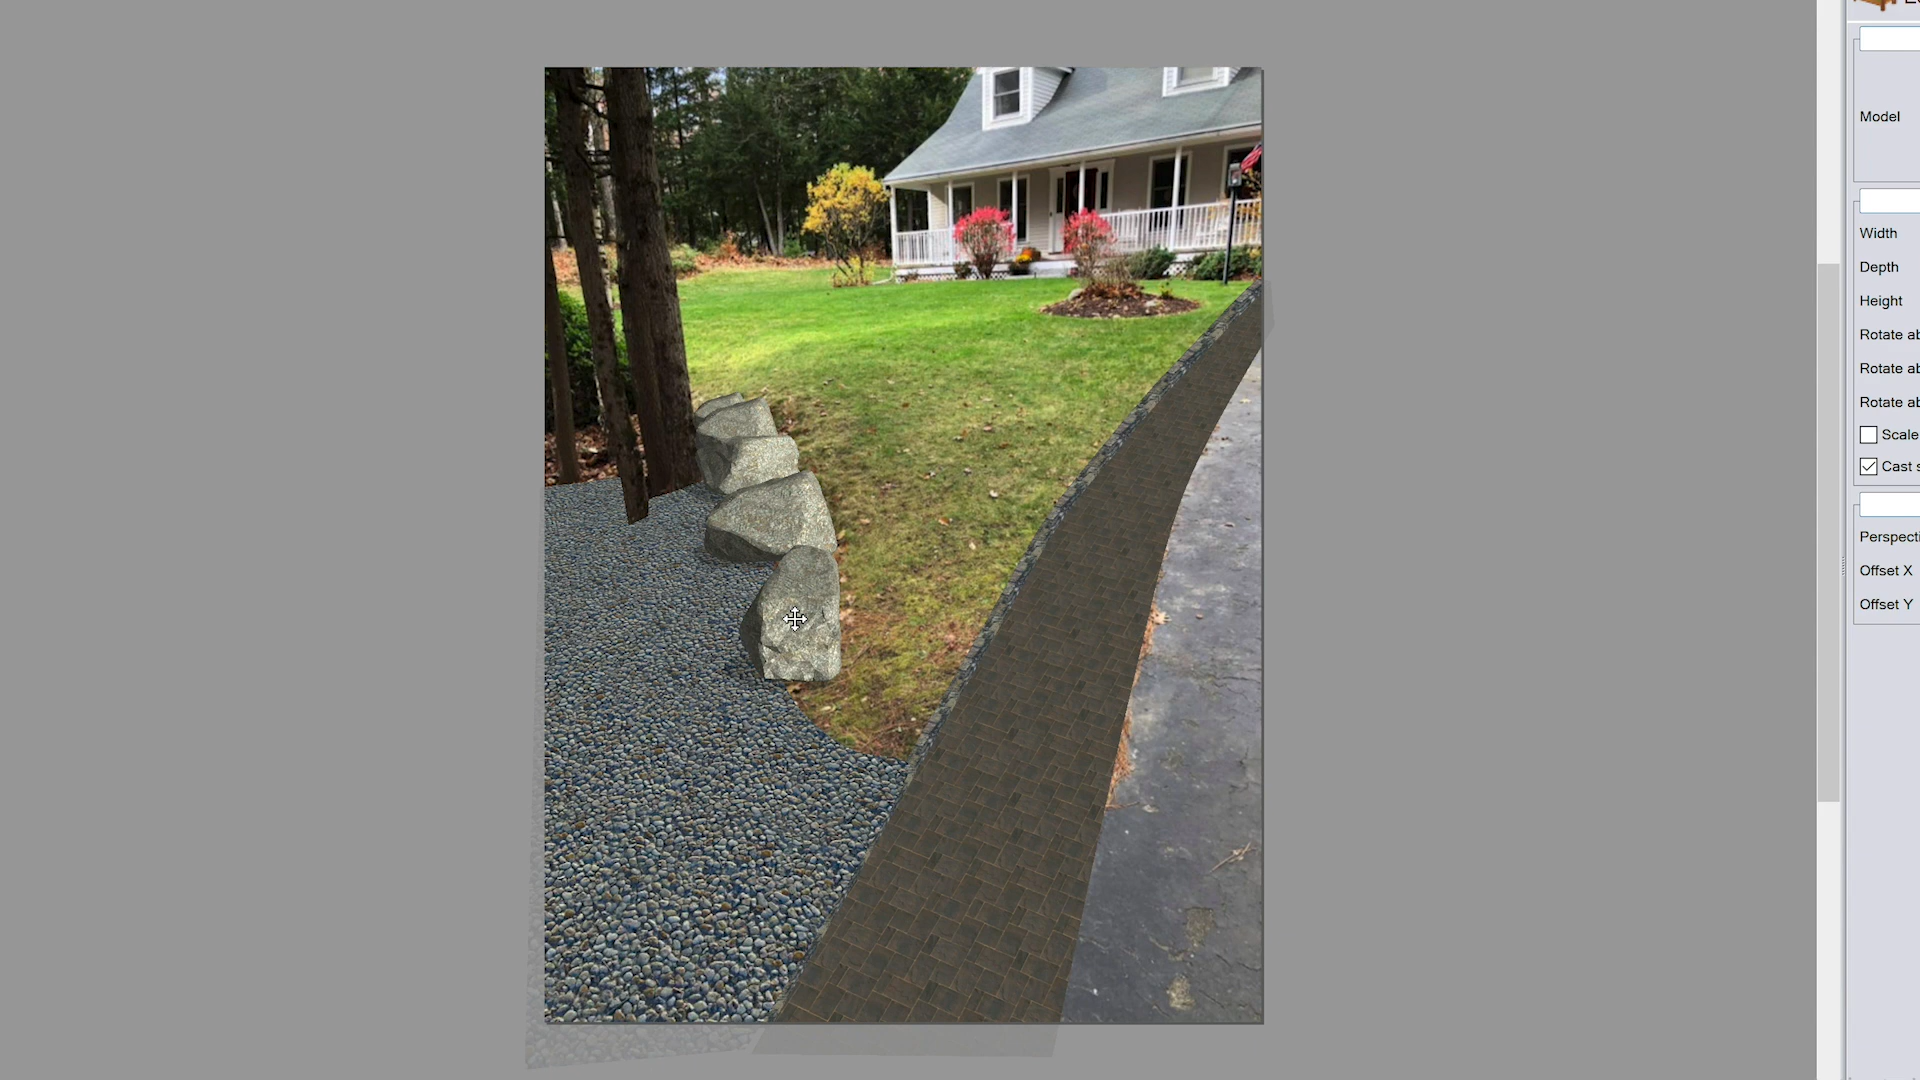 Model
Width
Depth
Height
Rotate ab
Rotate ab
Rotate ab
Scale
Cast s
Perspecti
Offset X
Offset Y